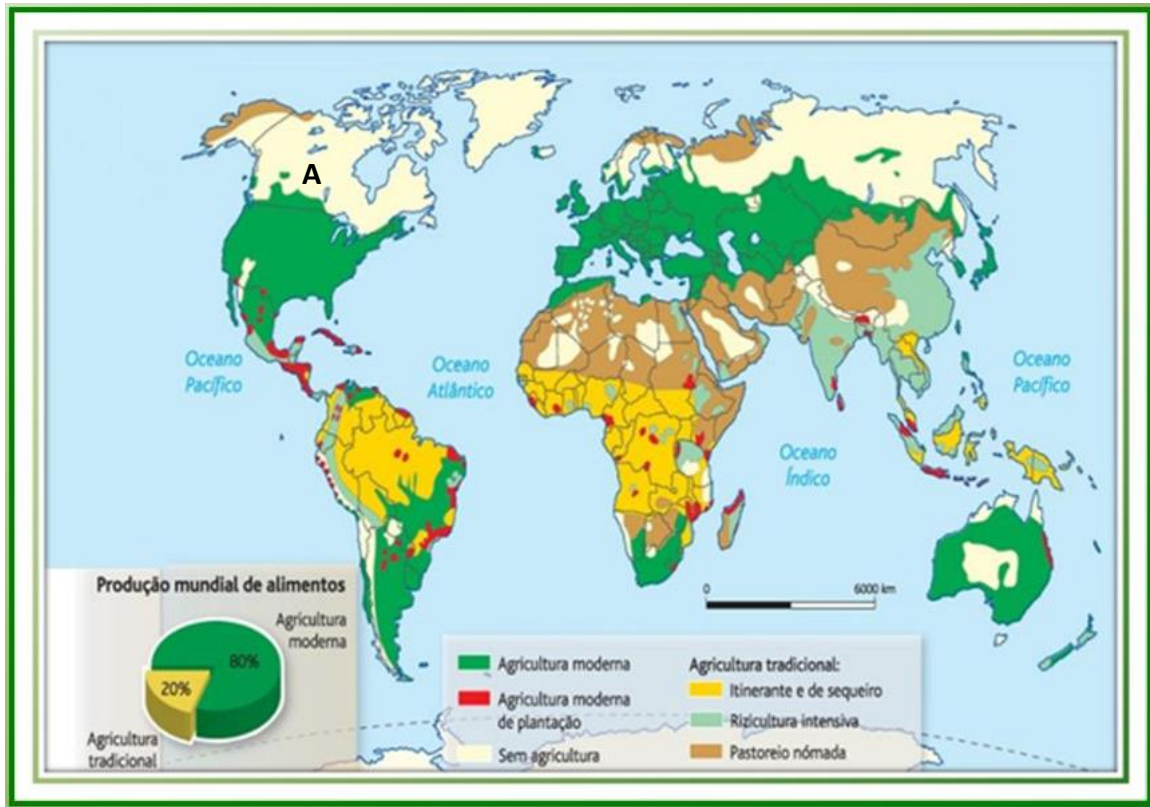 A
Oceano
Pacífico
Oceano
Atlântico
Oceano
Índico
Oceano
Pacífico
0 6000 km
Produção mundial de alimentos
Agricultura
moderna
80%
20%
Agricultura
tradicional
Agricultura moderna
Agricultura moderna
de plantação
Sem agricultura
Agricultura tradicional:
Itinerante e de sequeiro
Rizicultura intensiva
Pastoreio nómada